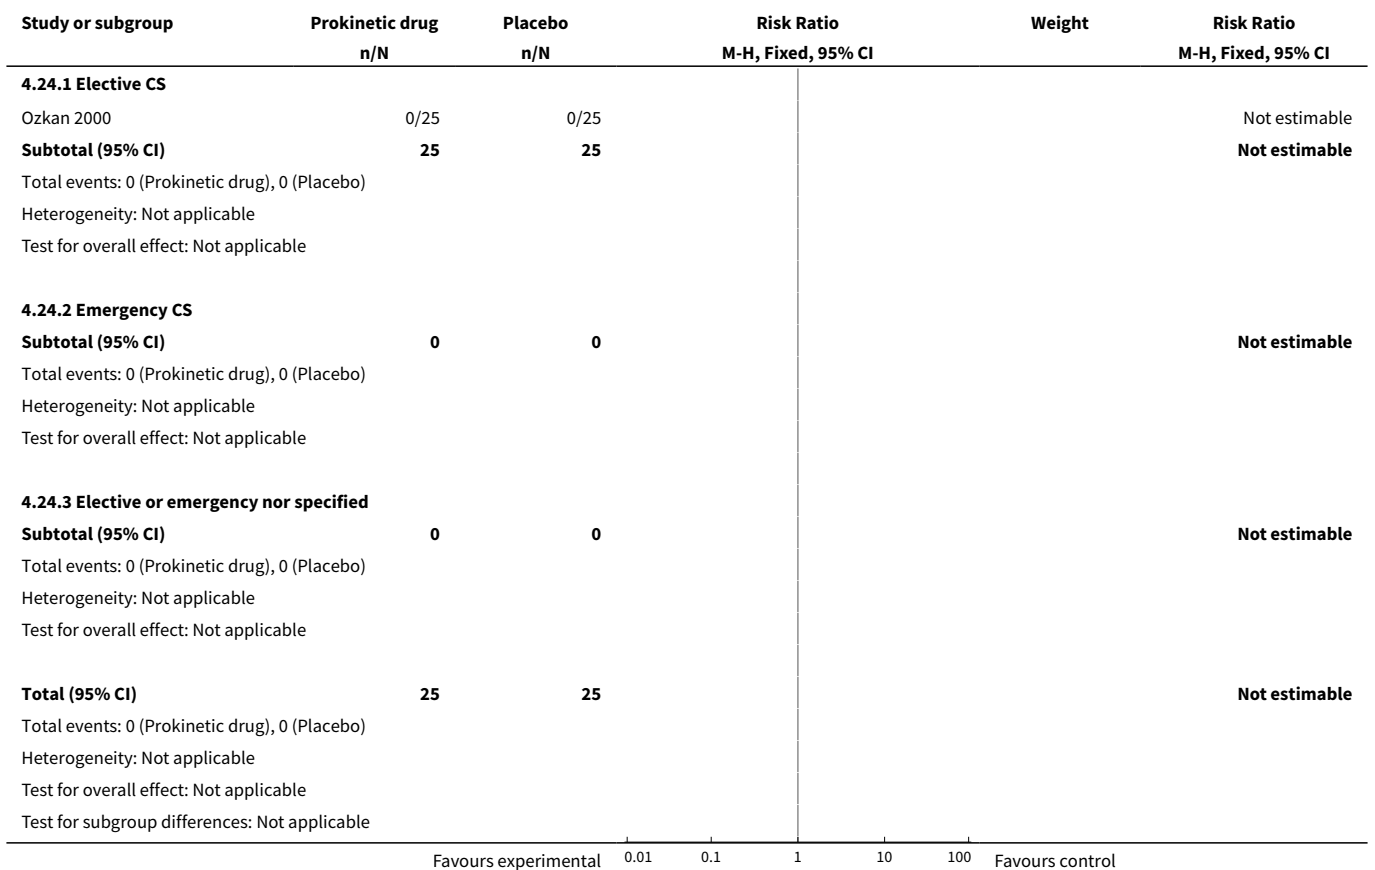 Study or subgroup Prokinetic drug Placebo Risk Ratio Weight Risk Ratio
n/N n/N M-H, Fixed, 95% CI M-H, Fixed, 95% CI
4.24.1 Elective CS
Ozkan 2000 0/25 0/25 Not estimable
Subtotal (95% CI) 25 25 Not estimable
Total events: 0 (Prokinetic drug), 0 (Placebo)
Heterogeneity: Not applicable
Test for overall effect: Not applicable
4.24.2 Emergency CS
Subtotal (95% CI) 0 0 Not estimable
Total events: 0 (Prokinetic drug), 0 (Placebo)
Heterogeneity: Not applicable
Test for overall effect: Not applicable
4.24.3 Elective or emergency nor specified
Subtotal (95% CI) 0 0 Not estimable
Total events: 0 (Prokinetic drug), 0 (Placebo)
Heterogeneity: Not applicable
Test for overall effect: Not applicable
Total (95% CI) 25 25 Not estimable
Total events: 0 (Prokinetic drug), 0 (Placebo)
Heterogeneity: Not applicable
Test for overall effect: Not applicable
Test for subgroup differences: Not applicable
Favours experimental 0.01 0.1 1 10 100 Favours control